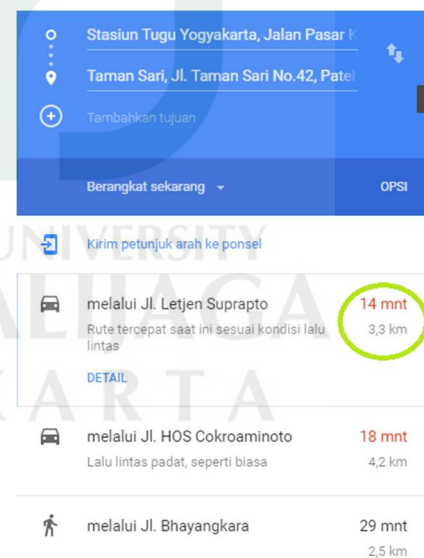 Stasiun Tugu Yogyakarta, Jalan Pasar K
Taman Sari, Jl. Taman Sari No.42, Patel
Tambahkan tujuan
Berangkat sekarang OPSI
Kirim petunjuk arah ke ponsel
UNIVERSITY
melalui Jl. Letjen Suprapto 14 mnt
Rute tercepat saat ini sesuai kondisi lalu 3,3 km
lintas
DETAIL
melalui Jl. HOS Cokroaminoto 18 mnt
Lalu lintas padat, seperti biasa 4,2 km
melalui Jl. Bhayangkara 29 mnt
2,5 km